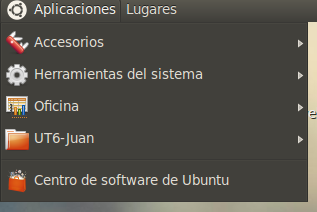 Aplicaciones Lugares
Accesorios
Herramientas del sistema
Oficina
e
UT6-Juan
Centro de software de Ubuntu